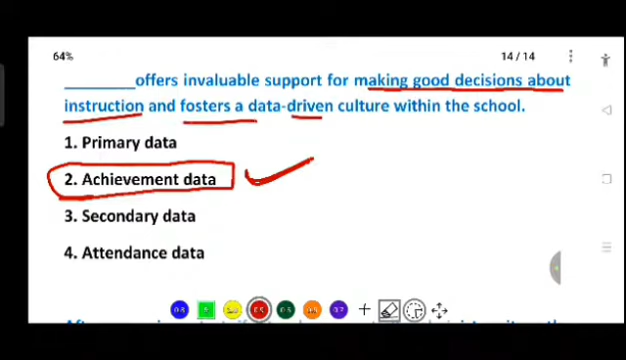 64%
14 / 14
________offers invaluable support for making good decisions about
instruction and fosters a data-driven culture within the school.
1. Primary data
2. Achievement data
3. Secondary data
4. Attendance data